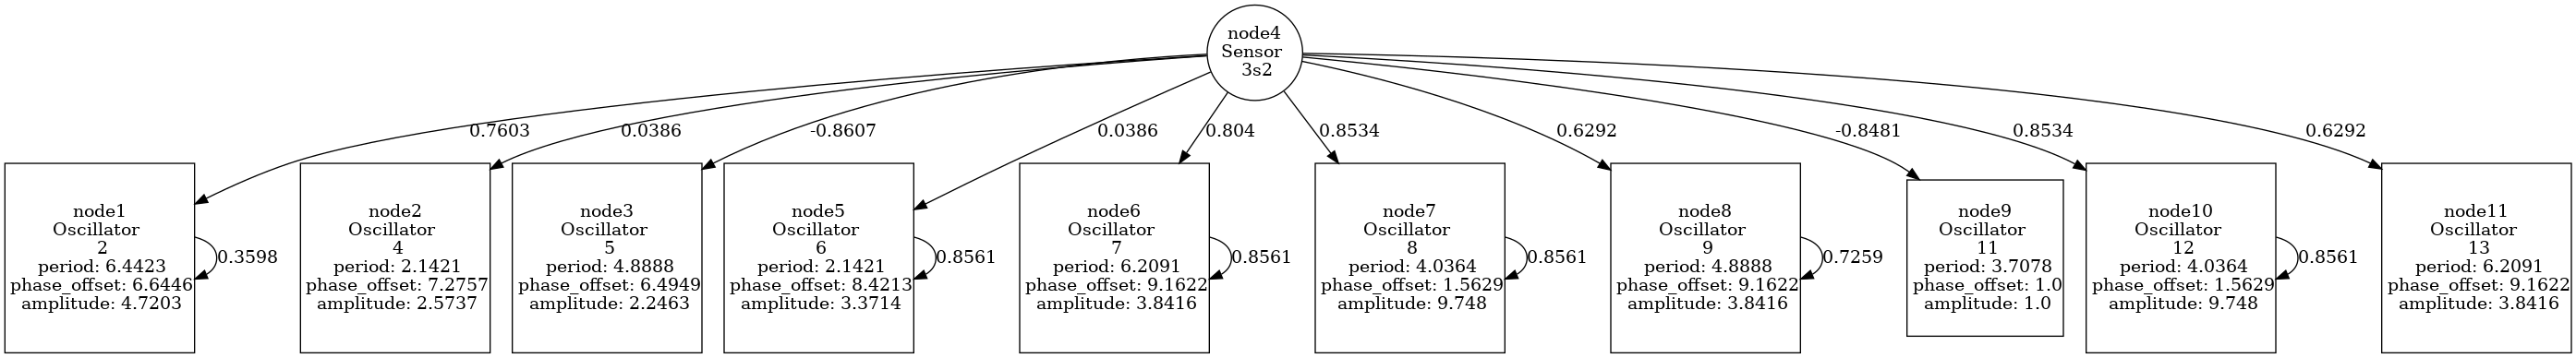 node4
Sensor
3s2
0.7603
0.0386
-0.8607
0.0386
0.804
0.8534
0.6292
-0.8481
0.8534
0.6292
node1
Oscillator
2
period: 6.4423
phase_offset: 6.6446
amplitude: 4.7203
0.3598
node2
Oscillator
4
period: 2.1421
phase_offset: 7.2757
amplitude: 2.5737
node3
Oscillator
5
period: 4.8888
phase_offset: 6.4949
amplitude: 2.2463
node5
Oscillator
6
period: 2.1421
phase_offset: 8.4213
amplitude: 3.3714
0.8561
node6
Oscillator
7
period: 6.2091
phase_offset: 9.1622
amplitude: 3.8416
0.8561
node7
Oscillator
8
period: 4.0364
phase_offset: 1.5629
amplitude: 9.748
0.8561
node8
Oscillator
9
period: 4.8888
phase_offset: 9.1622
amplitude: 3.8416
0.7259
node9
Oscillator
11
period: 3.7078
phase_offset: 1.0
amplitude: 1.0
node10
Oscillator
12
period: 4.0364
phase_offset: 1.5629
amplitude: 9.748
0.8561
node11
Oscillator
13
period: 6.2091
phase_offset: 9.1622
amplitude: 3.8416